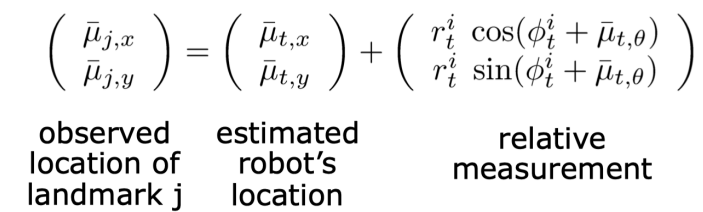 ( μ̄_{j,x} ; μ̄_{j,y} ) = ( μ̄_{t,x} ; μ̄_{t,y} ) + ( r_t^i cos(ϕ_t^i + μ̄_{t,θ}) ; r_t^i sin(ϕ_t^i + μ̄_{t,θ}) )
observed
location of
landmark j
estimated
robot's
location
relative
measurement